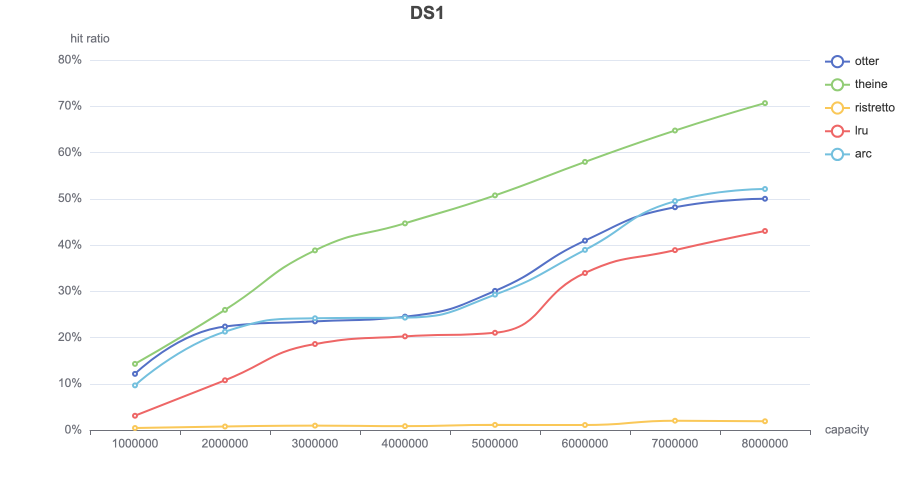 DS1
hit ratio
80%
70%
60%
50%
40%
30%
20%
10%
0%
1000000 2000000 3000000 4000000 5000000 6000000 7000000 8000000
capacity
otter
theine
ristretto
lru
arc